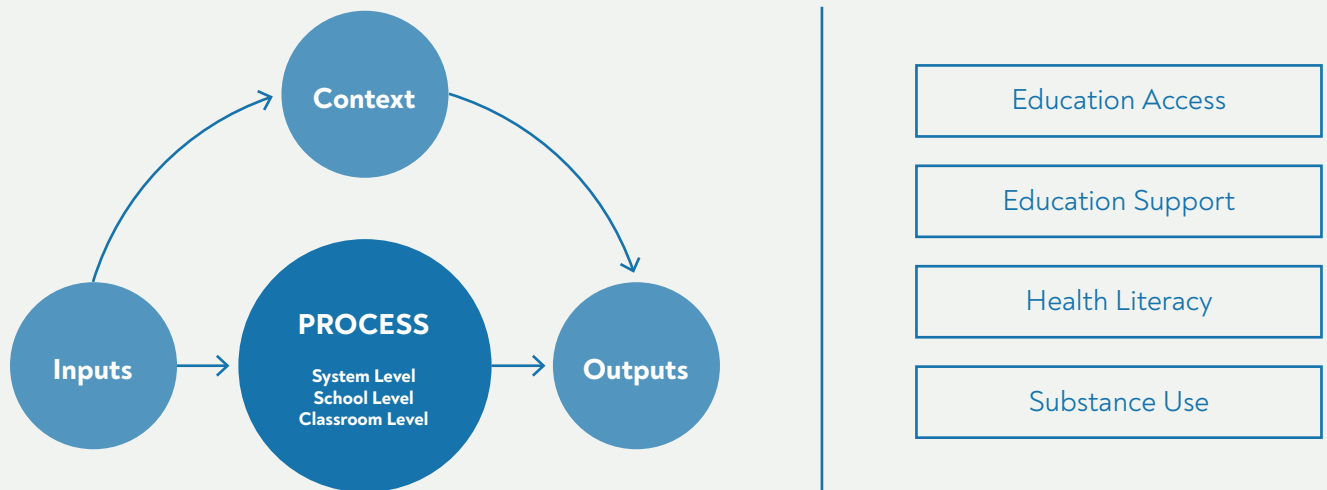 Context
Inputs
PROCESS
System Level
School Level
Classroom Level
Outputs
Education Access
Education Support
Health Literacy
Substance Use